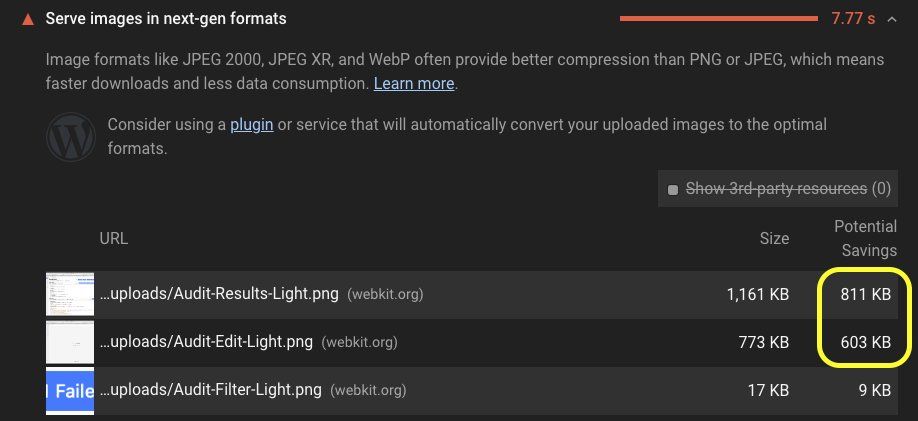 Serve images in next-gen formats 7.77 s
Image formats like JPEG 2000, JPEG XR, and WebP often provide better compression than PNG or JPEG, which means
faster downloads and less data consumption. Learn more.
Consider using a plugin or service that will automatically convert your uploaded images to the optimal
formats.
Show 3rd-party resources (0)
URL Size Potential Savings
...uploads/Audit-Results-Light.png (webkit.org) 1,161 KB 811 KB
...uploads/Audit-Edit-Light.png (webkit.org) 773 KB 603 KB
Faile ...uploads/Audit-Filter-Light.png (webkit.org) 17 KB 9 KB